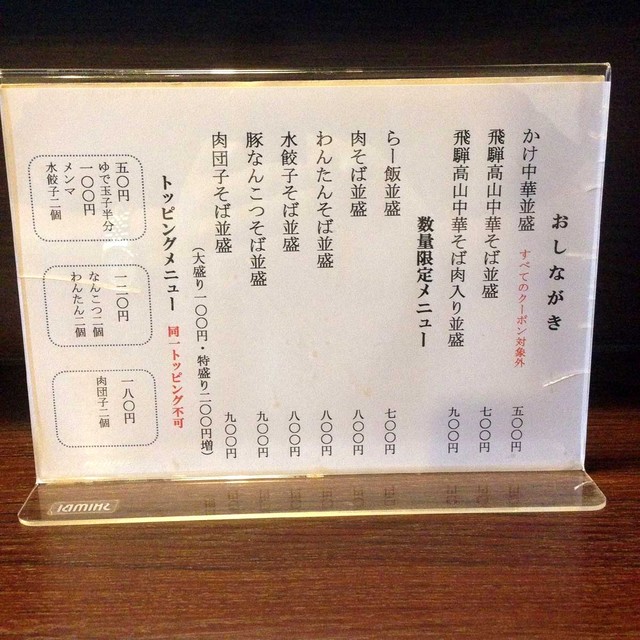 おしながき
かけ中華並盛 すべてのクーポン対象外 五〇〇円
飛騨高山中華そば並盛 七〇〇円
飛騨高山中華そば肉入り並盛 九〇〇円
数量限定メニュー
らー飯並盛 七〇〇円
肉そば並盛 八〇〇円
わんたんそば並盛 八〇〇円
水餃子そば並盛 八〇〇円
豚なんこつそば並盛 九〇〇円
肉団子そば並盛 九〇〇円
(大盛り一〇〇円・特盛り二〇〇円増)
トッピングメニュー 同一トッピング不可
五〇円
ゆで玉子半分
一〇〇円
メンマ
水餃子二個
一二〇円
なんこつ二個
わんたん二個
一八〇円
肉団子二個